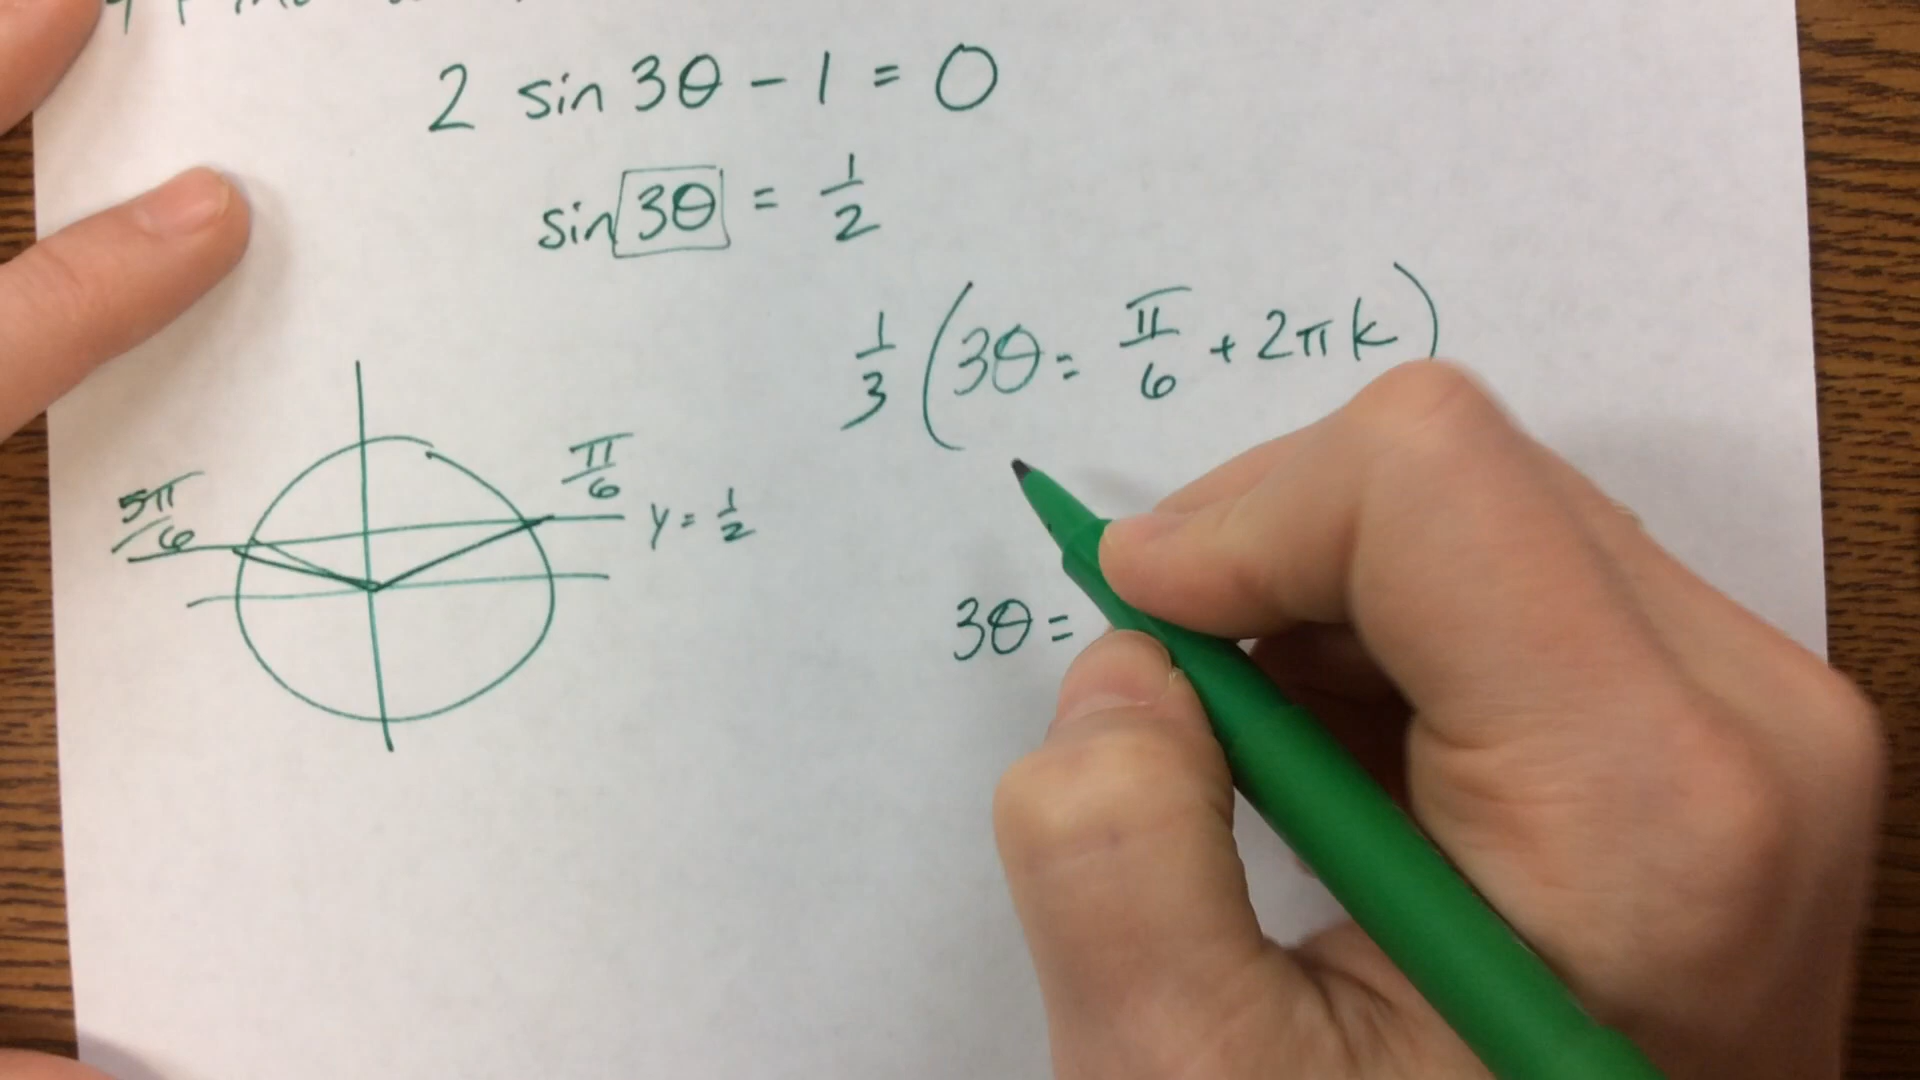 2 sin 3θ - 1 = 0
sin 3θ = 1/2
1/3 (3θ = π/6 + 2πk)
5π/6
π/6
y = 1/2
3θ =